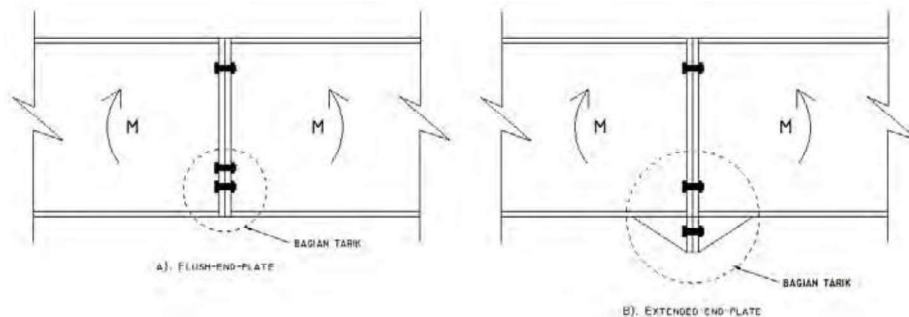 M
M
BAGIAN TARIK
A). FLUSH-END-PLATE
M
M
BAGIAN TARIK
B). EXTENDED END-PLATE